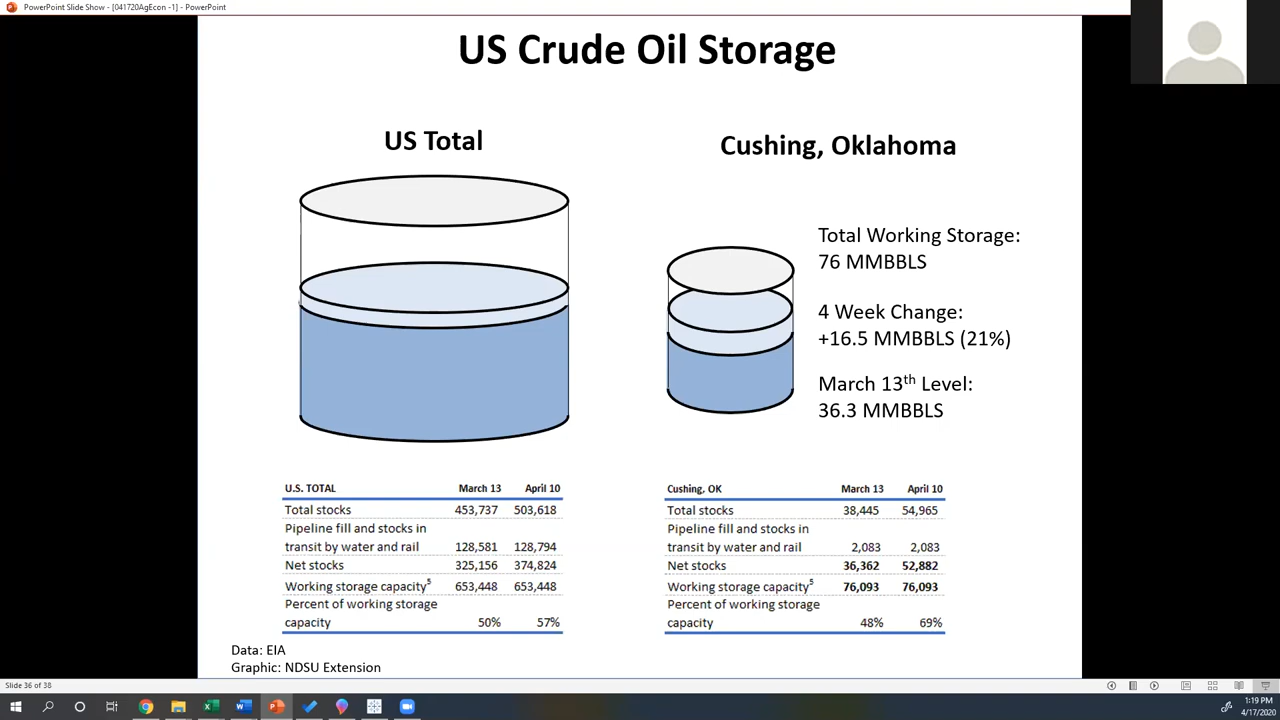 PowerPoint Slide Show - [041720AgEcon -1] - PowerPoint
US Crude Oil Storage
US Total
Cushing, Oklahoma
Total Working Storage:
76 MMBBLS
4 Week Change:
+16.5 MMBBLS (21%)
March 13th Level:
36.3 MMBBLS
U.S. TOTAL March 13 April 10
Total stocks 453,737 503,618
Pipeline fill and stocks in
transit by water and rail 128,581 128,794
Net stocks 325,156 374,824
Working storage capacity5 653,448 653,448
Percent of working storage
capacity 50% 57%
Cushing, OK March 13 April 10
Total stocks 38,445 54,965
Pipeline fill and stocks in
transit by water and rail 2,083 2,083
Net stocks 36,362 52,882
Working storage capacity5 76,093 76,093
Percent of working storage
capacity 48% 69%
Data: EIA
Graphic: NDSU Extension
Slide 36 of 38
1:19 PM
4/17/2020